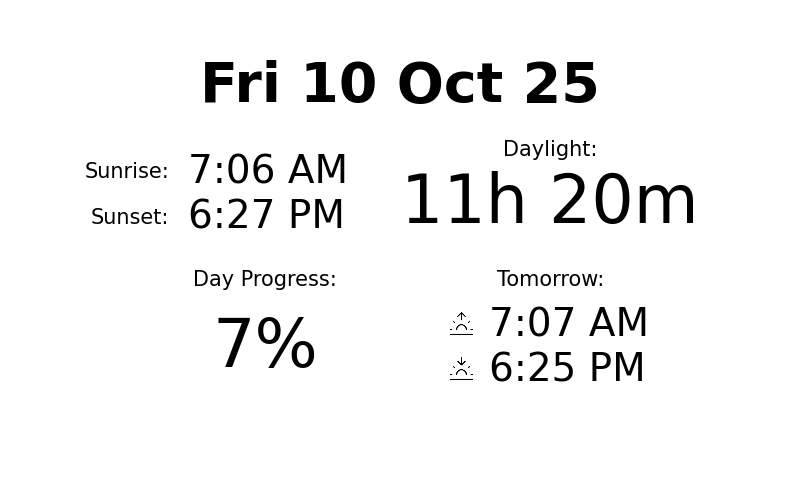 Fri 10 Oct 25
Sunrise: 7:06 AM
Sunset: 6:27 PM
Daylight:
11h 20m
Day Progress:
7%
Tomorrow:
7:07 AM
6:25 PM